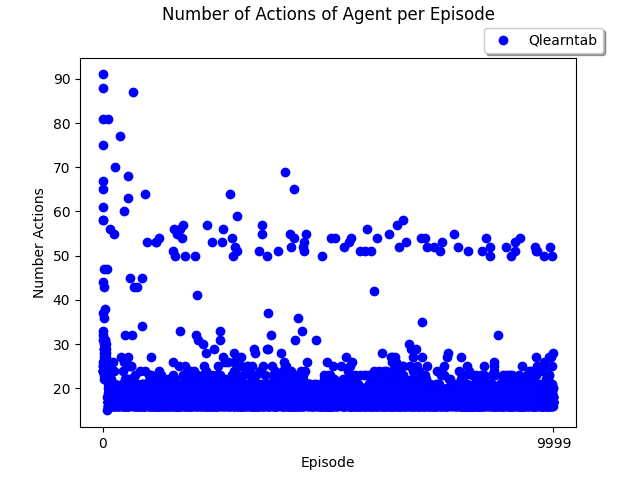 Number of Actions of Agent per Episode
Qlearntab
90
80
70
60
50
40
30
20
Number Actions
0
9999
Episode